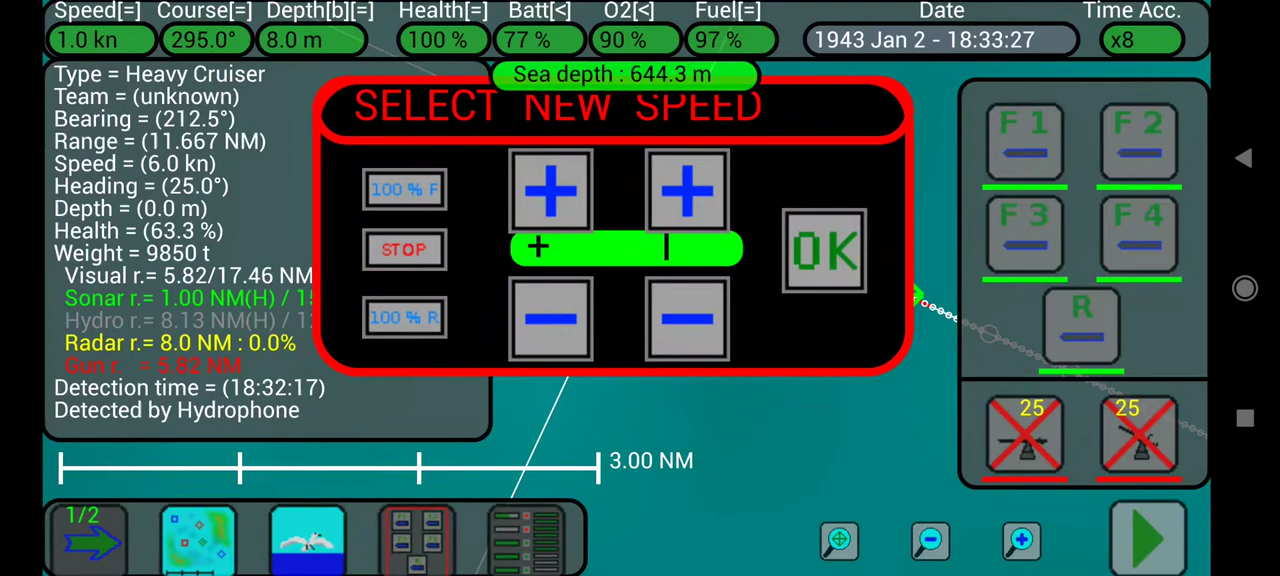 Speed[=] Course[=] Depth[b][=] Health[=] Batt[<] O2[<] Fuel[=] Date Time Acc.
1.0 kn 295.0° 8.0 m 100 % 77 % 90 % 97 % 1943 Jan 2 - 18:33:27 x8
Sea depth : 644.3 m
Type = Heavy Cruiser
Team = (unknown)
Bearing = (212.5°)
Range = (11.667 NM)
Speed = (6.0 kn)
Heading = (25.0°)
Depth = (0.0 m)
Health = (63.3 %)
Weight = 9850 t
Visual r.= 5.82/17.46 NM
Sonar r.= 1.00 NM(H) /
Hydro r.= 8.13 NM(H) /
Radar r.= 8.0 NM : 0.0%
Gun r. = 5.82 NM
Detection time = (18:32:17)
Detected by Hydrophone
SELECT NEW SPEED
100 % F
STOP
100 % R
+ |
OK
F 1 F 2
F 3 F 4
R
25 25
3.00 NM
1/2